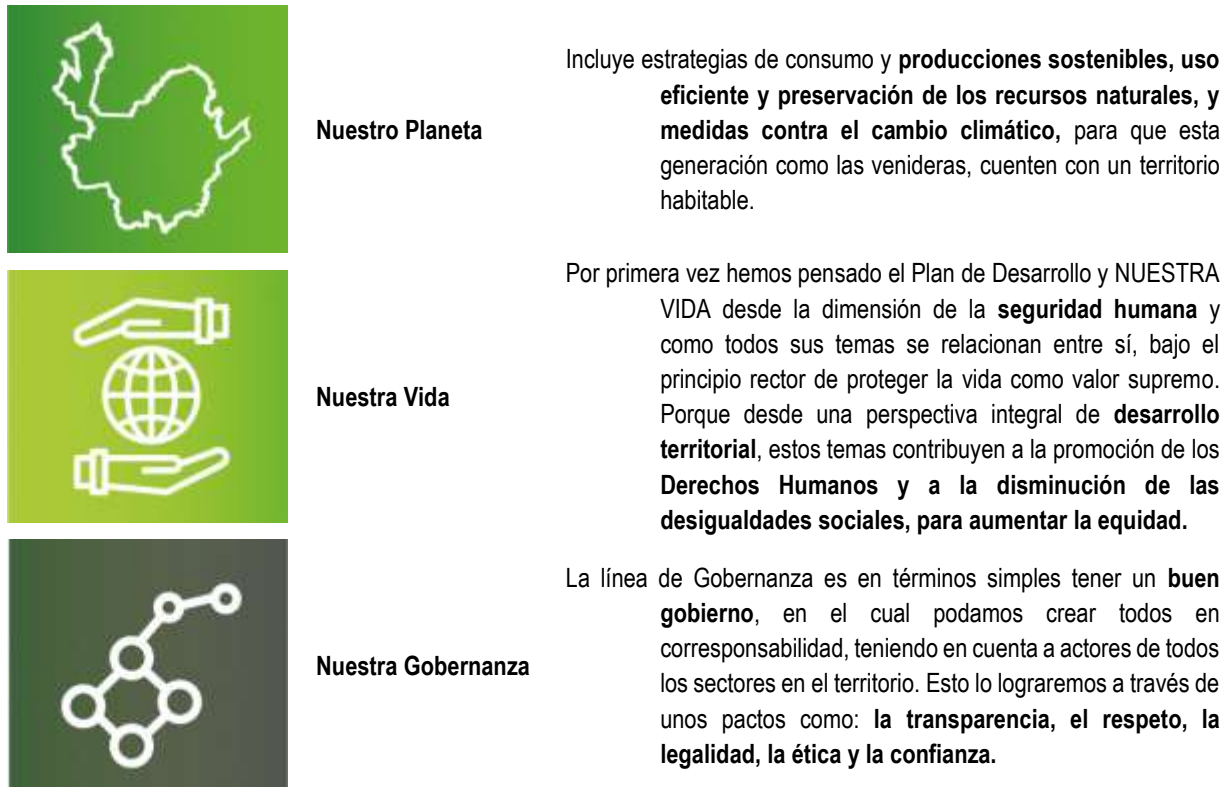 Nuestro Planeta
Incluye estrategias de consumo y producciones sostenibles, uso
eficiente y preservación de los recursos naturales, y
medidas contra el cambio climático, para que esta
generación como las venideras, cuenten con un territorio
habitable.
Nuestra Vida
Por primera vez hemos pensado el Plan de Desarrollo y NUESTRA
VIDA desde la dimensión de la seguridad humana y
como todos sus temas se relacionan entre sí, bajo el
principio rector de proteger la vida como valor supremo.
Porque desde una perspectiva integral de desarrollo
territorial, estos temas contribuyen a la promoción de los
Derechos Humanos y a la disminución de las
desigualdades sociales, para aumentar la equidad.
Nuestra Gobernanza
La línea de Gobernanza es en términos simples tener un buen
gobierno, en el cual podamos crear todos en
corresponsabilidad, teniendo en cuenta a actores de todos
los sectores en el territorio. Esto lo lograremos a través de
unos pactos como: la transparencia, el respeto, la
legalidad, la ética y la confianza.